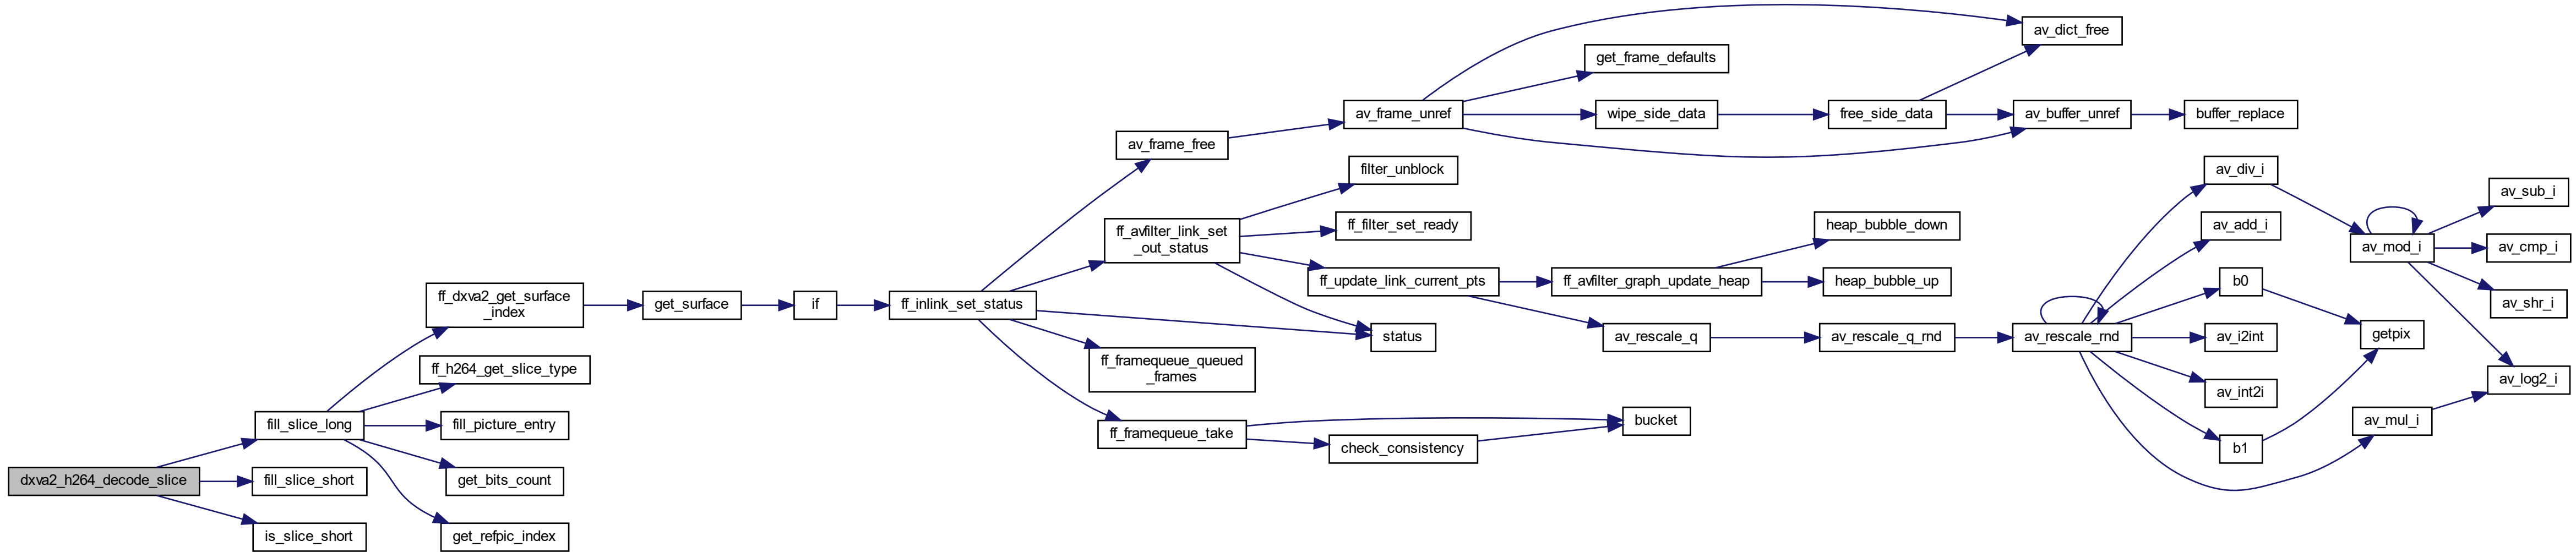 dxva2_h264_decode_slice
fill_slice_long
fill_slice_short
is_slice_short
ff_dxva2_get_surface
_index
ff_h264_get_slice_type
fill_picture_entry
get_bits_count
get_refpic_index
get_surface
if
ff_inlink_set_status
av_frame_free
ff_avfilter_link_set
_out_status
ff_framequeue_queued
_frames
ff_framequeue_take
av_frame_unref
filter_unblock
ff_filter_set_ready
ff_update_link_current_pts
status
check_consistency
get_frame_defaults
wipe_side_data
ff_avfilter_graph_update_heap
av_rescale_q
bucket
free_side_data
heap_bubble_down
heap_bubble_up
av_rescale_q_rnd
av_dict_free
av_buffer_unref
av_rescale_rnd
buffer_replace
av_div_i
av_add_i
b0
av_i2int
av_int2i
b1
av_mod_i
getpix
av_mul_i
av_sub_i
av_cmp_i
av_shr_i
av_log2_i